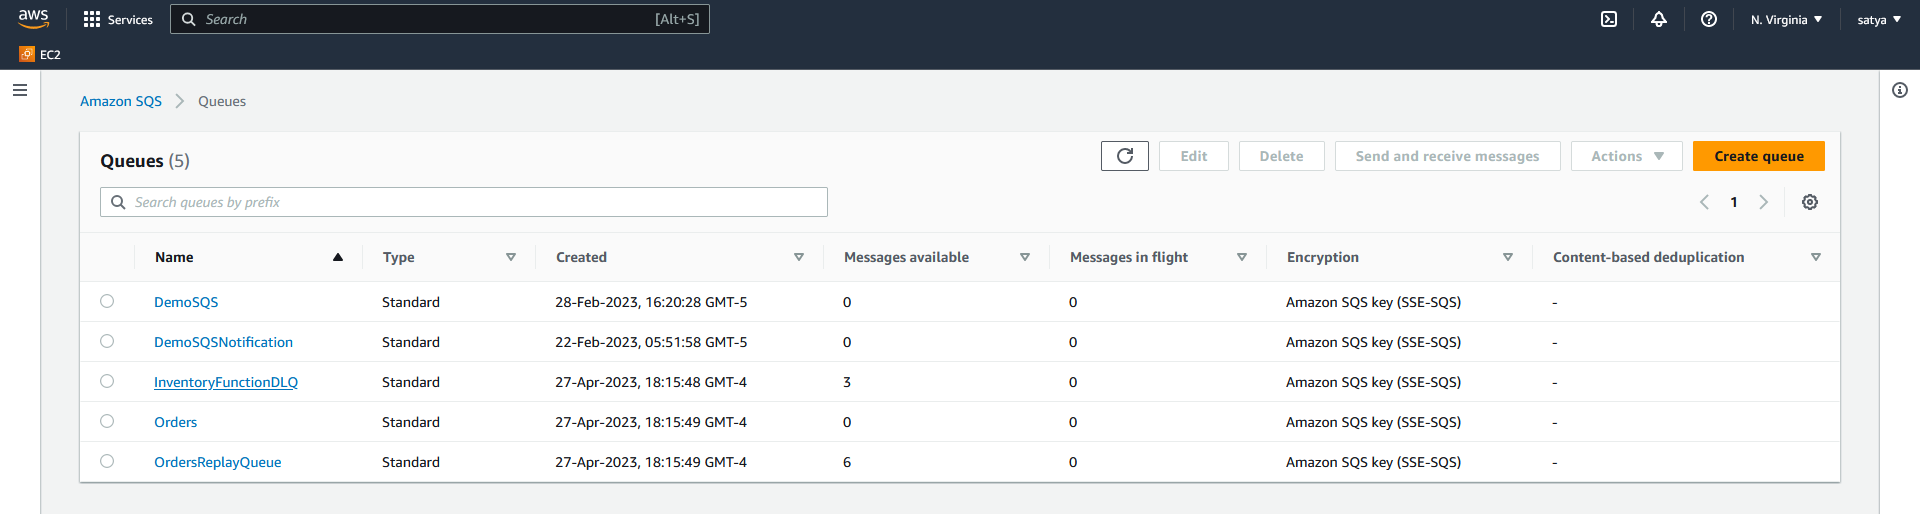 aws Services Search [Alt+S] N. Virginia satya
EC2
Amazon SQS Queues
Queues (5) Edit Delete Send and receive messages Actions Create queue
Search queues by prefix 1
Name Type Created Messages available Messages in flight Encryption Content-based deduplication
DemoSQS Standard 28-Feb-2023, 16:20:28 GMT-5 0 0 Amazon SQS key (SSE-SQS) -
DemoSQSNotification Standard 22-Feb-2023, 05:51:58 GMT-5 0 0 Amazon SQS key (SSE-SQS) -
InventoryFunctionDLQ Standard 27-Apr-2023, 18:15:48 GMT-4 3 0 Amazon SQS key (SSE-SQS) -
Orders Standard 27-Apr-2023, 18:15:49 GMT-4 0 0 Amazon SQS key (SSE-SQS) -
OrdersReplayQueue Standard 27-Apr-2023, 18:15:49 GMT-4 6 0 Amazon SQS key (SSE-SQS) -